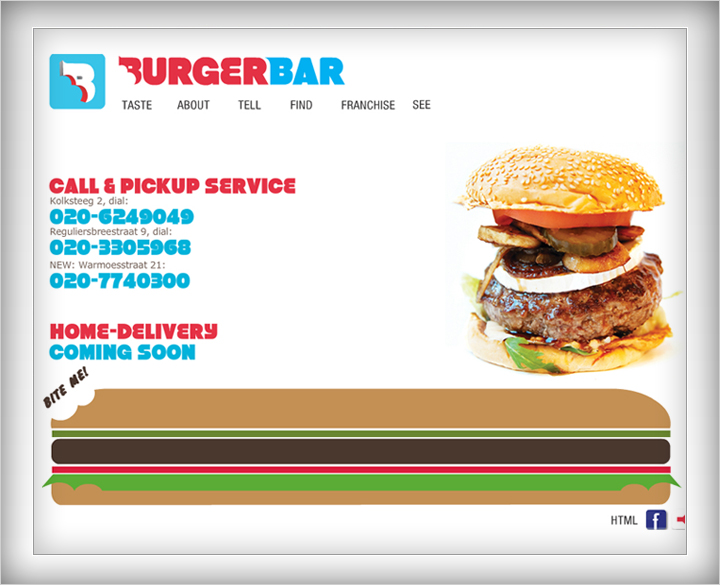 B
BURGERBAR
TASTE ABOUT TELL FIND FRANCHISE SEE
CALL & PICKUP SERVICE
Kolksteeg 2, dial:
020-6249049
Reguliersbreestraat 9, dial:
020-3305968
NEW: Warmoesstraat 21:
020-7740300
HOME-DELIVERY
COMING SOON
BITE ME!
HTML f